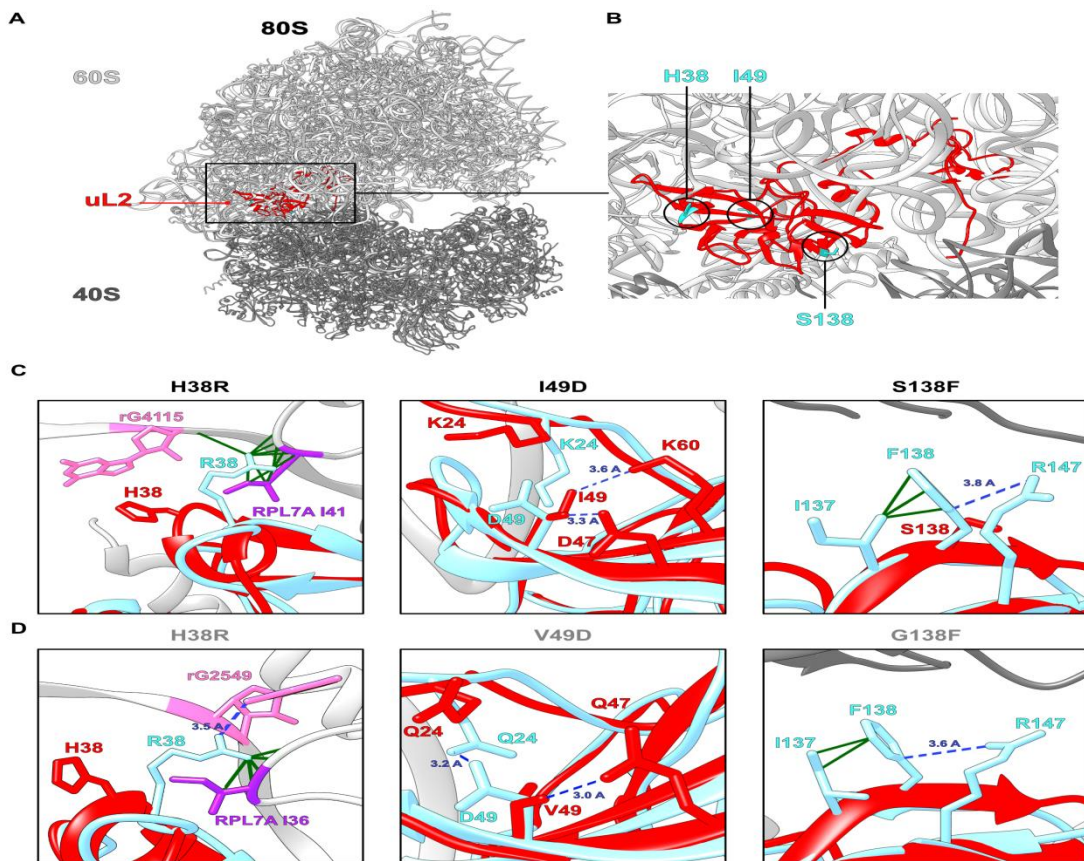 A
80S
60S
uL2
40S
B
H38 I49
S138
C
H38R
rG4115
R38
H38
RPL7A I41
I49D
K24
K24
K60
3.6 A
I49
D49
3.3 A
D47
S138F
F138
R147
3.8 A
I137
S138
D
H38R
rG2549
3.5 A
H38
R38
RPL7A I36
V49D
Q47
Q24
Q24
3.2 A
3.0 A
D49
V49
G138F
F138
R147
I137
3.6 A